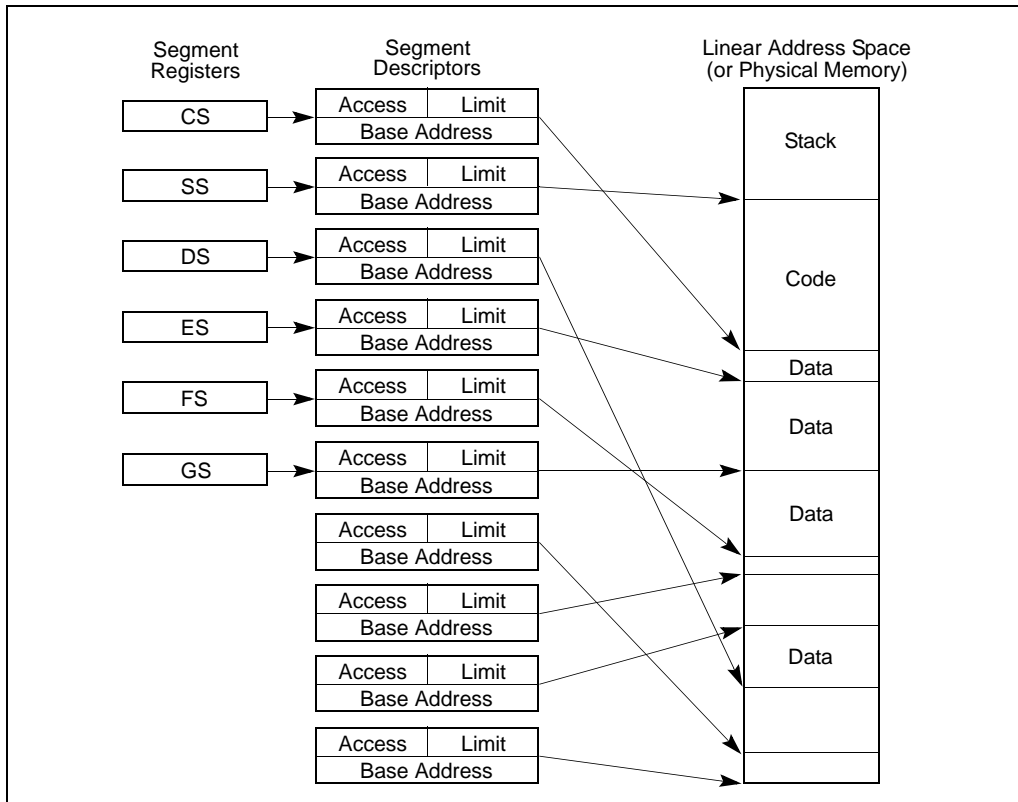 Segment
Registers
Segment
Descriptors
Linear Address Space
(or Physical Memory)
CS
Access Limit
Base Address
Stack
SS
Access Limit
Base Address
DS
Access Limit
Base Address
Code
ES
Access Limit
Base Address
Data
FS
Access Limit
Base Address
Data
GS
Access Limit
Base Address
Data
Access Limit
Base Address
Access Limit
Base Address
Access Limit
Base Address
Data
Access Limit
Base Address